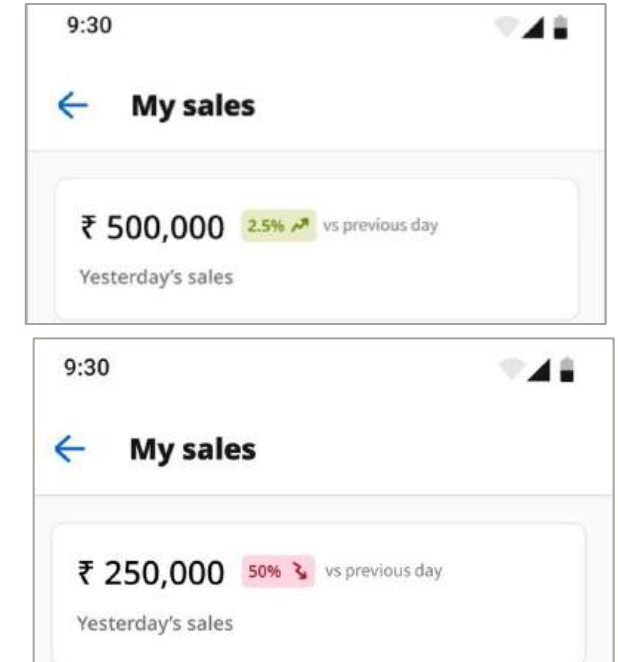 9:30
My sales
₹ 500,000 2.5% vs previous day
Yesterday's sales
9:30
My sales
₹ 250,000 50% vs previous day
Yesterday's sales